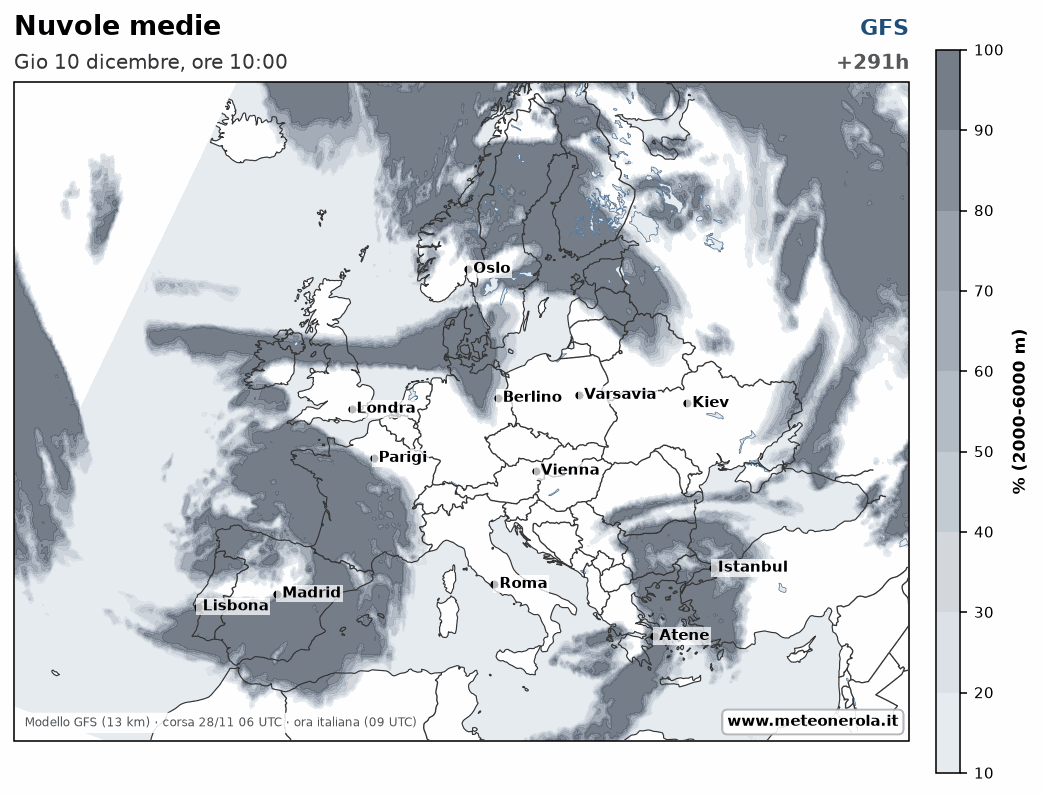 Nuvole medie
GFS
Gio 10 dicembre, ore 10:00
+291h
100
90
80
70
60
50
40
30
20
10
% (2000-6000 m)
Oslo
Londra
Berlino
Varsavia
Kiev
Parigi
Vienna
Istanbul
Roma
Madrid
Lisbona
Atene
Modello GFS (13 km) · corsa 28/11 06 UTC · ora italiana (09 UTC)
www.meteonerola.it